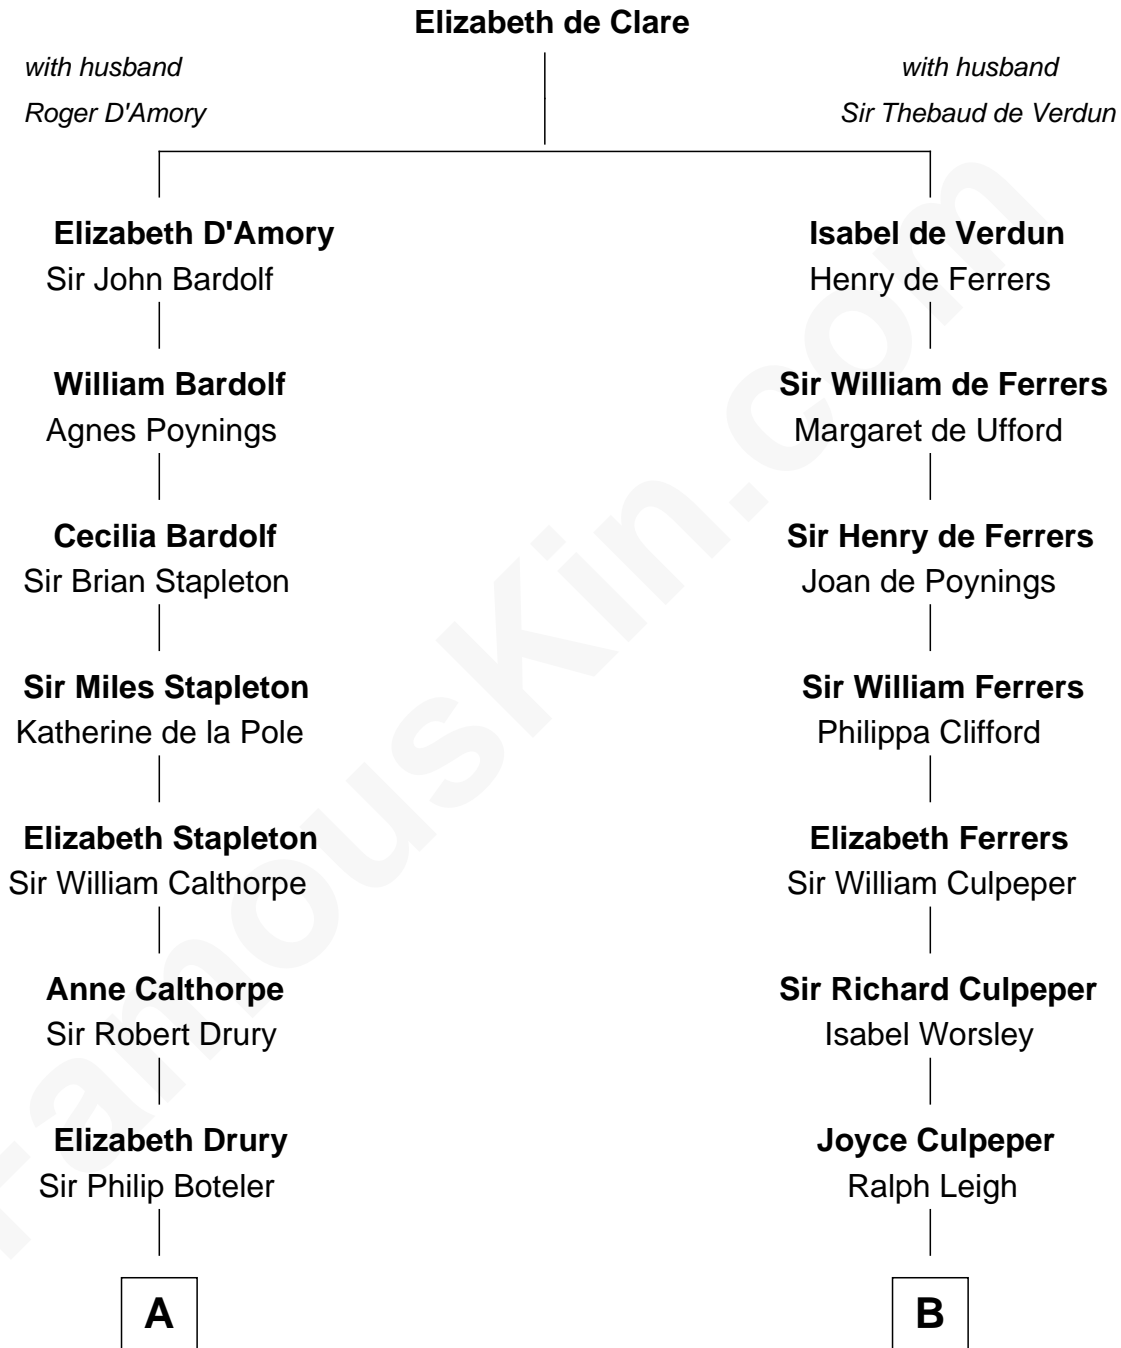 Elizabeth de Clare
with husband
Roger D'Amory
with husband
Sir Thebaud de Verdun
Elizabeth D'Amory
Sir John Bardolf
Isabel de Verdun
Henry de Ferrers
William Bardolf
Agnes Poynings
Sir William de Ferrers
Margaret de Ufford
Cecilia Bardolf
Sir Brian Stapleton
Sir Henry de Ferrers
Joan de Poynings
Sir Miles Stapleton
Katherine de la Pole
Sir William Ferrers
Philippa Clifford
Elizabeth Stapleton
Sir William Calthorpe
Elizabeth Ferrers
Sir William Culpeper
Anne Calthorpe
Sir Robert Drury
Sir Richard Culpeper
Isabel Worsley
Elizabeth Drury
Sir Philip Boteler
Joyce Culpeper
Ralph Leigh
A
B
FamousKin.com